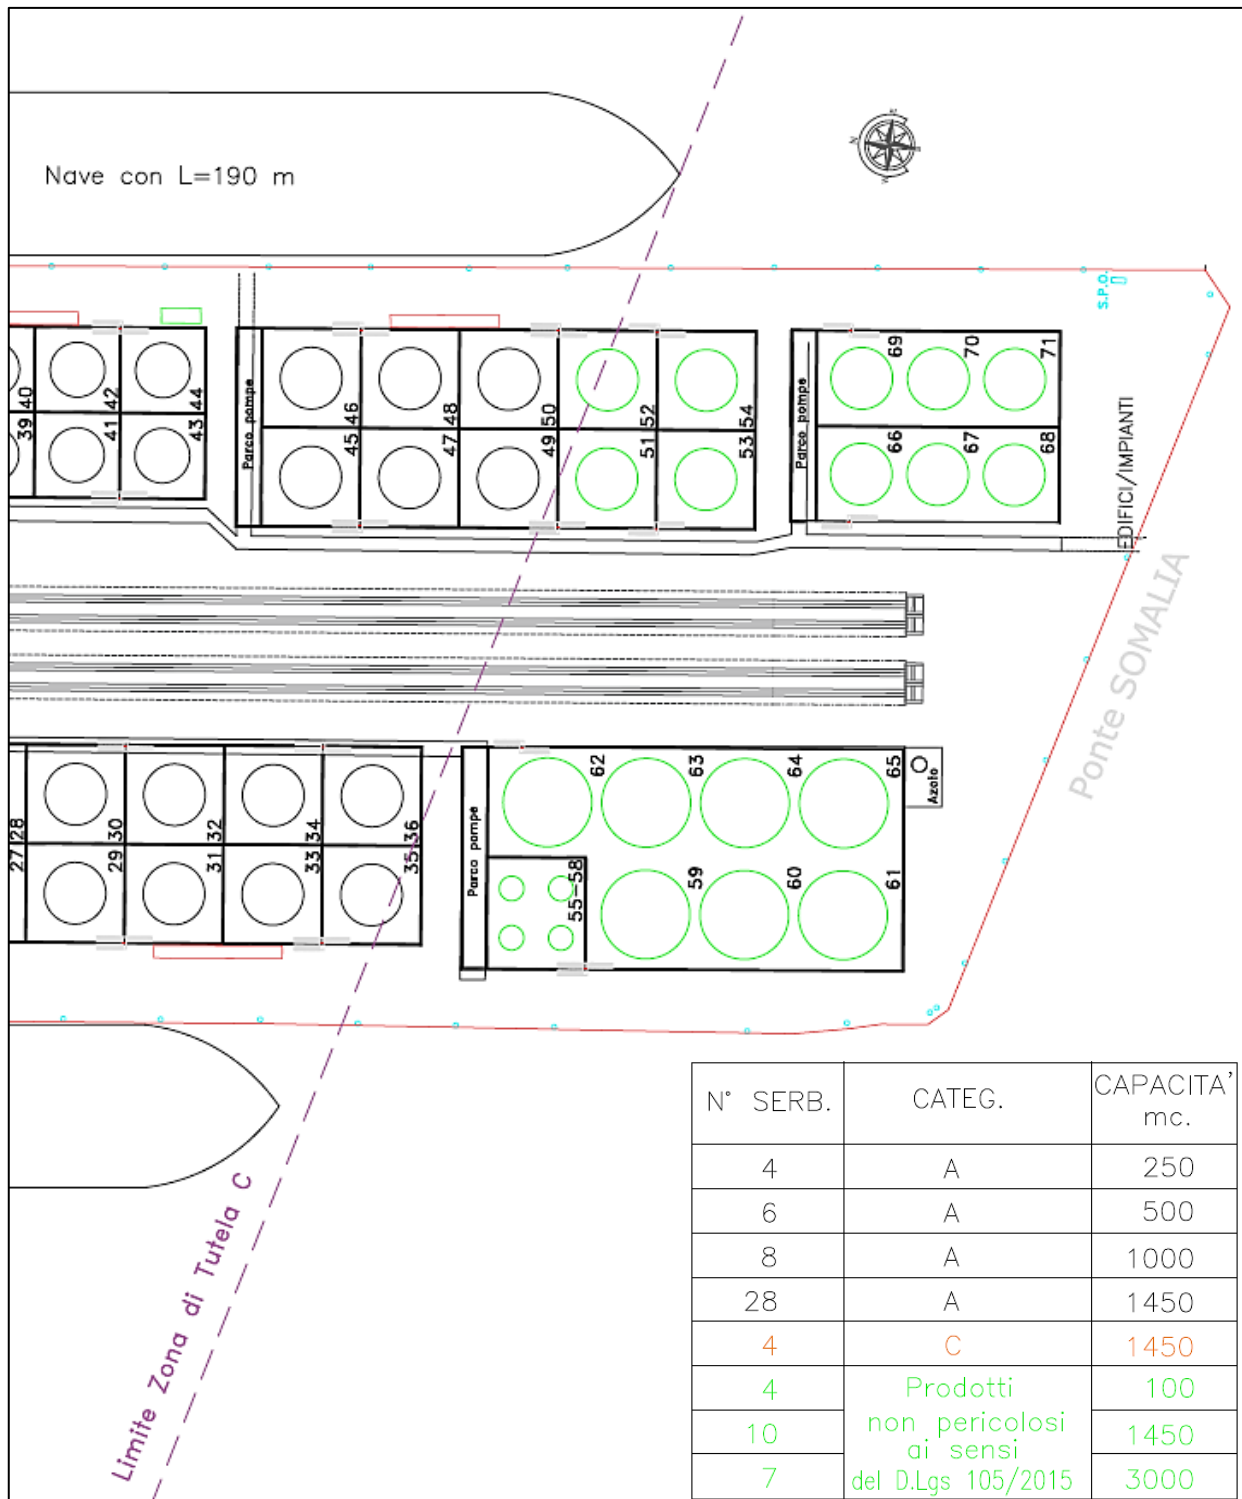 Nave con L=190 m
S.P.O.
40
42
44
39
41
43
Parco pompe
46
48
50
52
54
45
47
49
51
53
Parco pompe
69
70
71
66
67
68
EDIFICI/IMPIANTI
Ponte SOMALIA
28
30
32
34
36
27
29
31
33
35
Parco pompe
62
63
64
65
Azoto
55-58
59
60
61
Limite Zona di Tutela C
N° SERB. CATEG. CAPACITA' mc.
4 A 250
6 A 500
8 A 1000
28 A 1450
4 C 1450
4 Prodotti 100
10 non pericolosi 1450
ai sensi
7 del D.Lgs 105/2015 3000